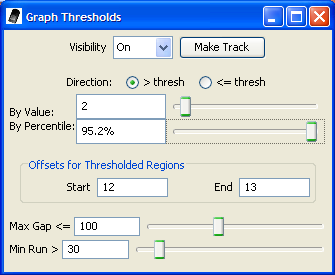 Graph Thresholds
Visibility On Make Track
Direction: > thresh <= thresh
By Value: 2
By Percentile: 95.2%
Offsets for Thresholded Regions
Start 12 End 13
Max Gap <= 100
Min Run > 30